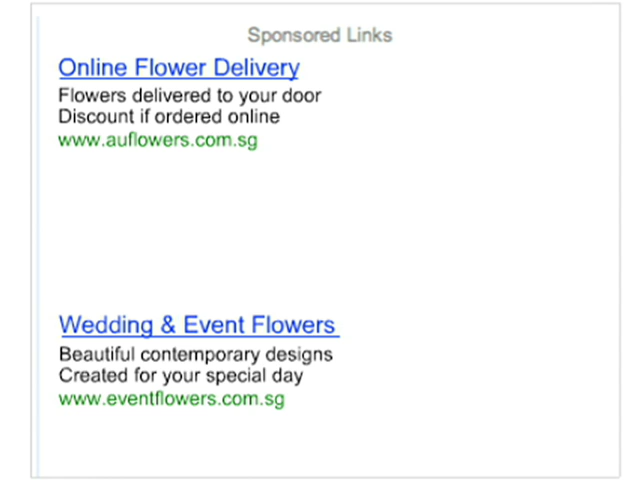 Sponsored Links
Online Flower Delivery
Flowers delivered to your door
Discount if ordered online
www.auflowers.com.sg
Wedding & Event Flowers
Beautiful contemporary designs
Created for your special day
www.eventflowers.com.sg